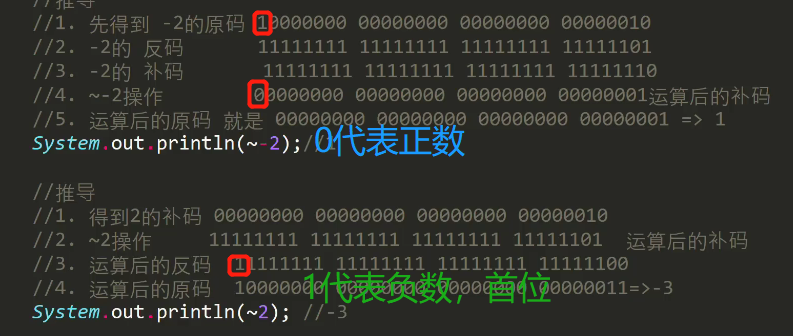 //推导
//1. 先得到 -2的原码 10000000 00000000 00000000 00000010
//2. -2的 反码 11111111 11111111 11111111 11111101
//3. -2的 补码 11111111 11111111 11111111 11111110
//4. ~-2操作 00000000 00000000 00000000 00000001运算后的补码
//5. 运算后的原码 就是 00000000 00000000 00000000 00000001 => 1
System.out.println(~-2);//1
0代表正数
//推导
//1. 得到2的补码 00000000 00000000 00000000 00000010
//2. ~2操作 11111111 11111111 11111111 11111101 运算后的补码
//3. 运算后的反码 11111111 11111111 11111111 11111100
//4. 运算后的原码 10000000 00000000 00000000 00000011=>-3
1代表负数，首位
System.out.println(~2); //-3